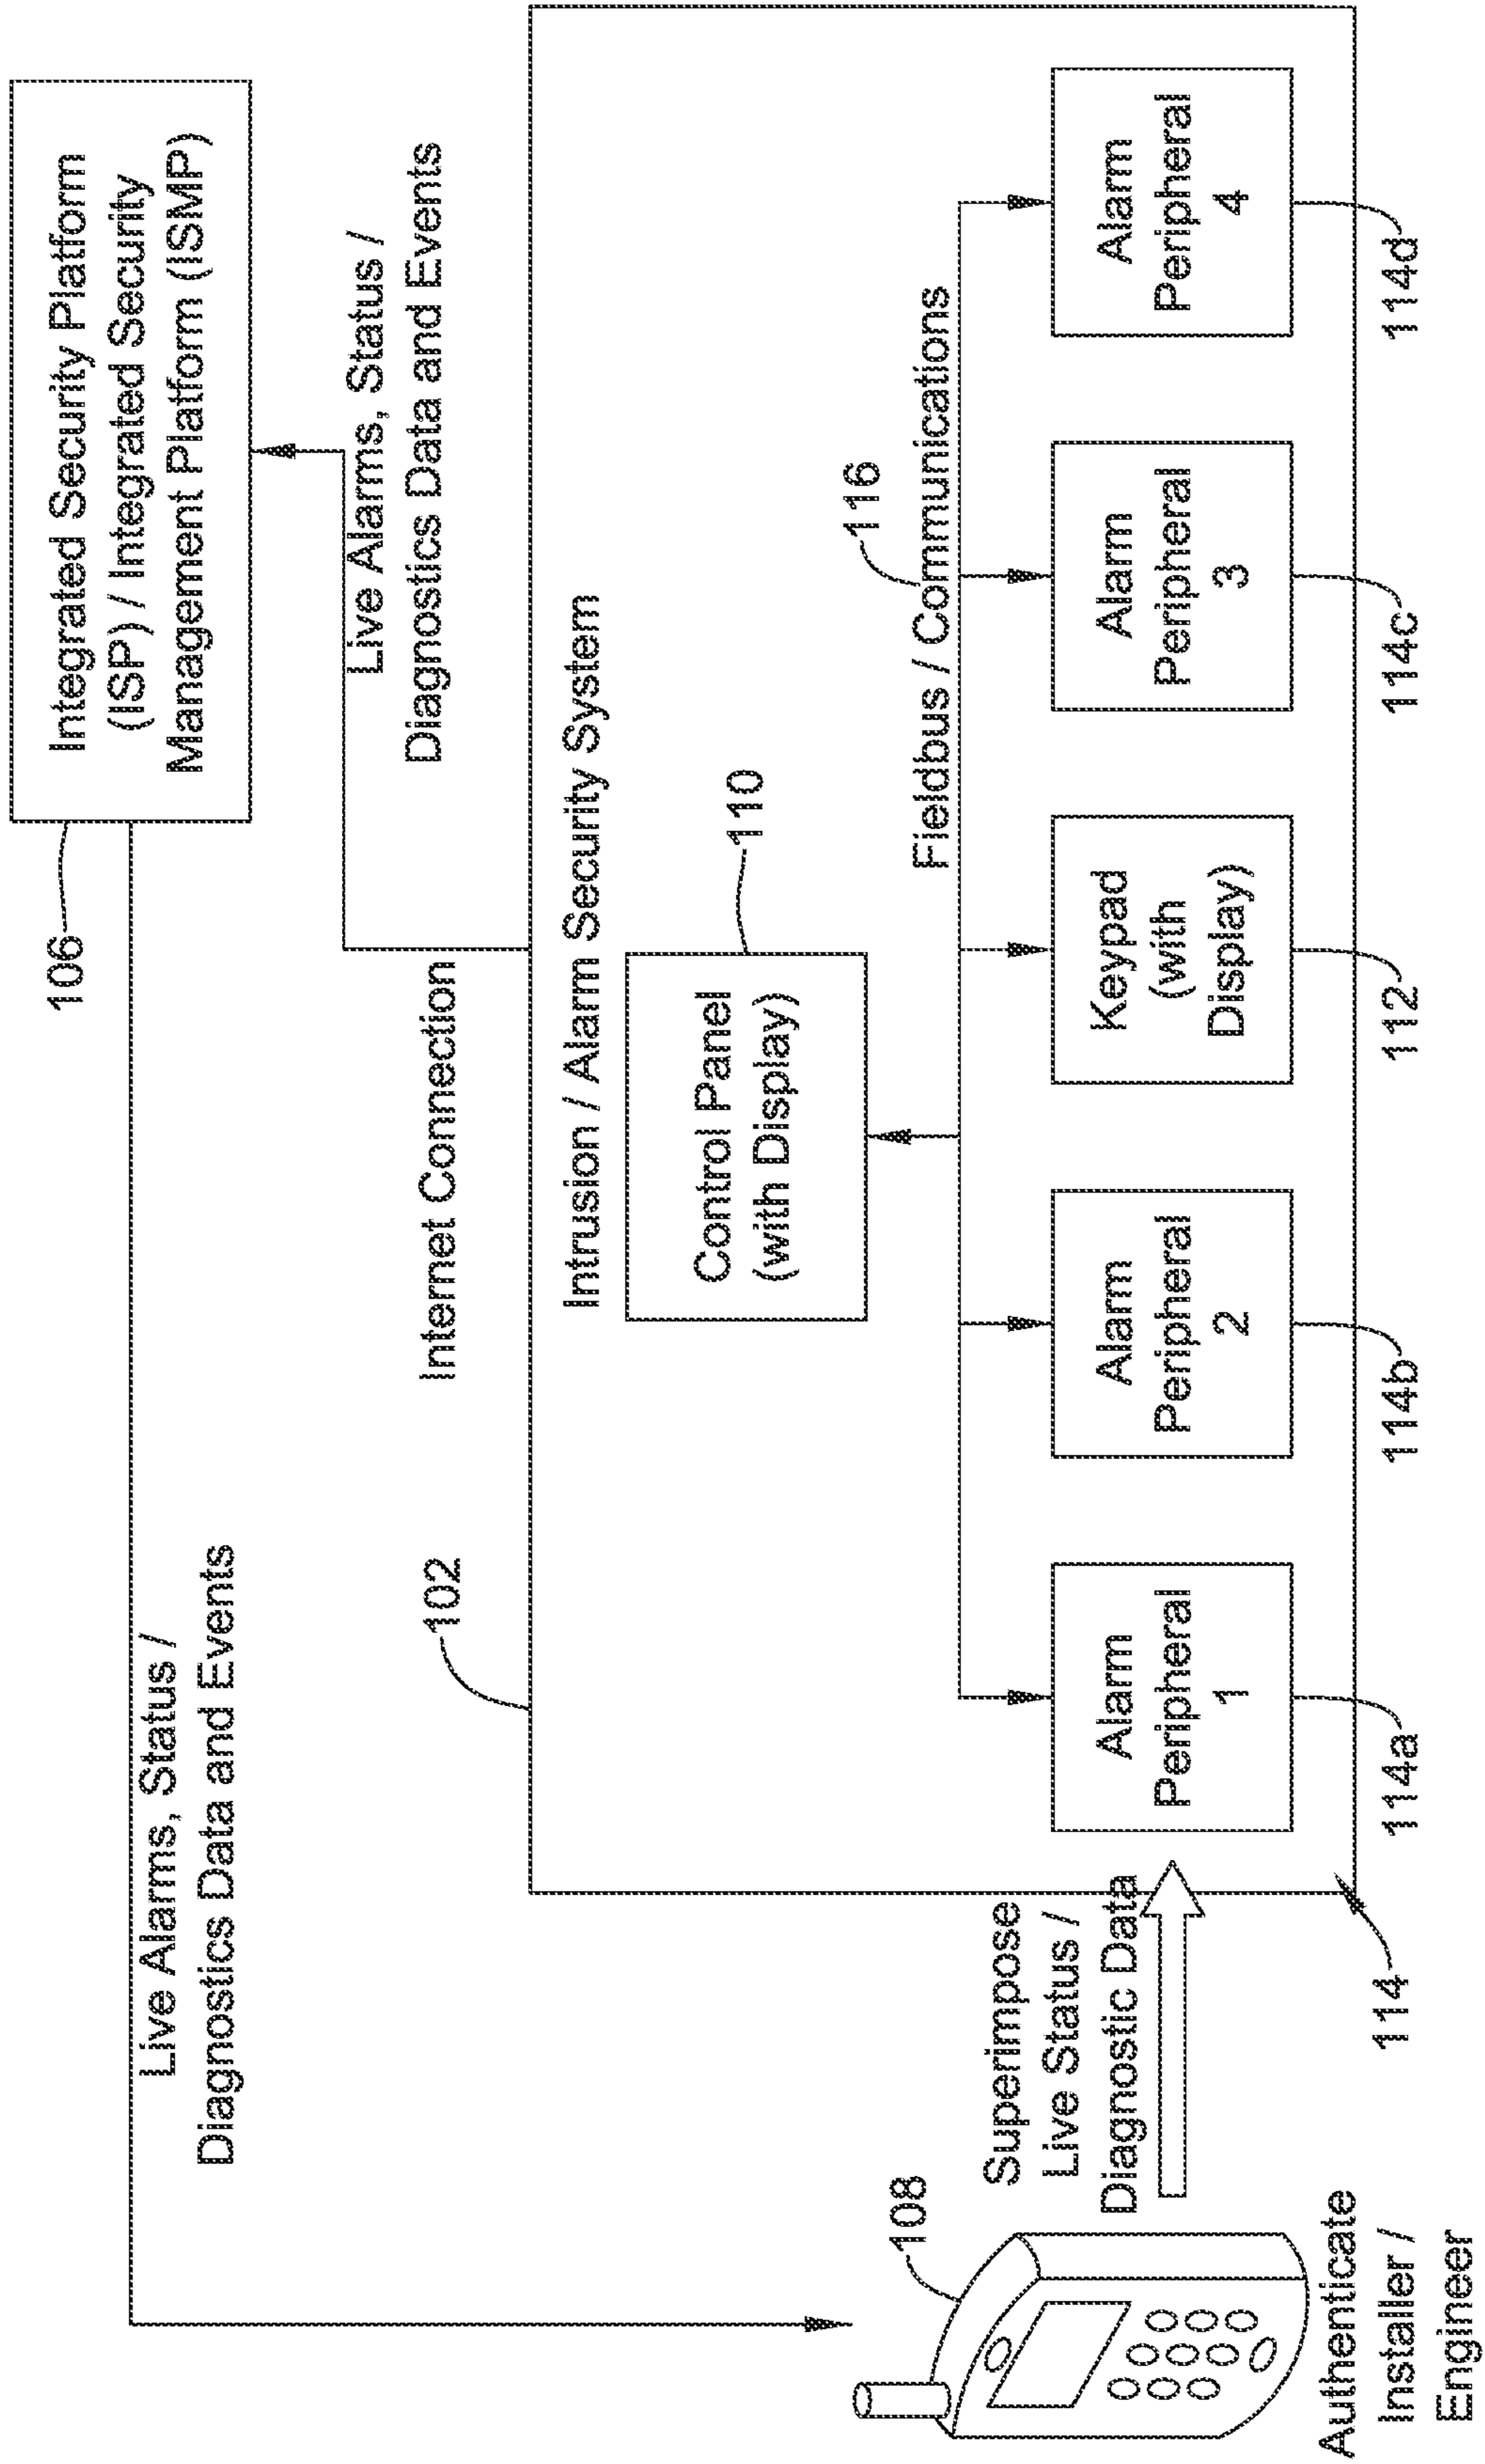 Integrated Security Platform
(ISP) / Integrated Security
Management Platform (ISMP)
106
Live Alarms, Status /
Diagnostics Data and Events
Live Alarms, Status /
Diagnostics Data and Events
Internet Connection
102
Intrusion / Alarm Security System
Control Panel
(with Display)
110
Fieldbus / Communications
116
108
Superimpose
Live Status /
Diagnostic Data
Alarm
Peripheral
1
Alarm
Peripheral
2
Keypad
(with
Display)
Alarm
Peripheral
3
Alarm
Peripheral
4
Authenticate
Installer /
Engineer
114
114a
114b
112
114c
114d